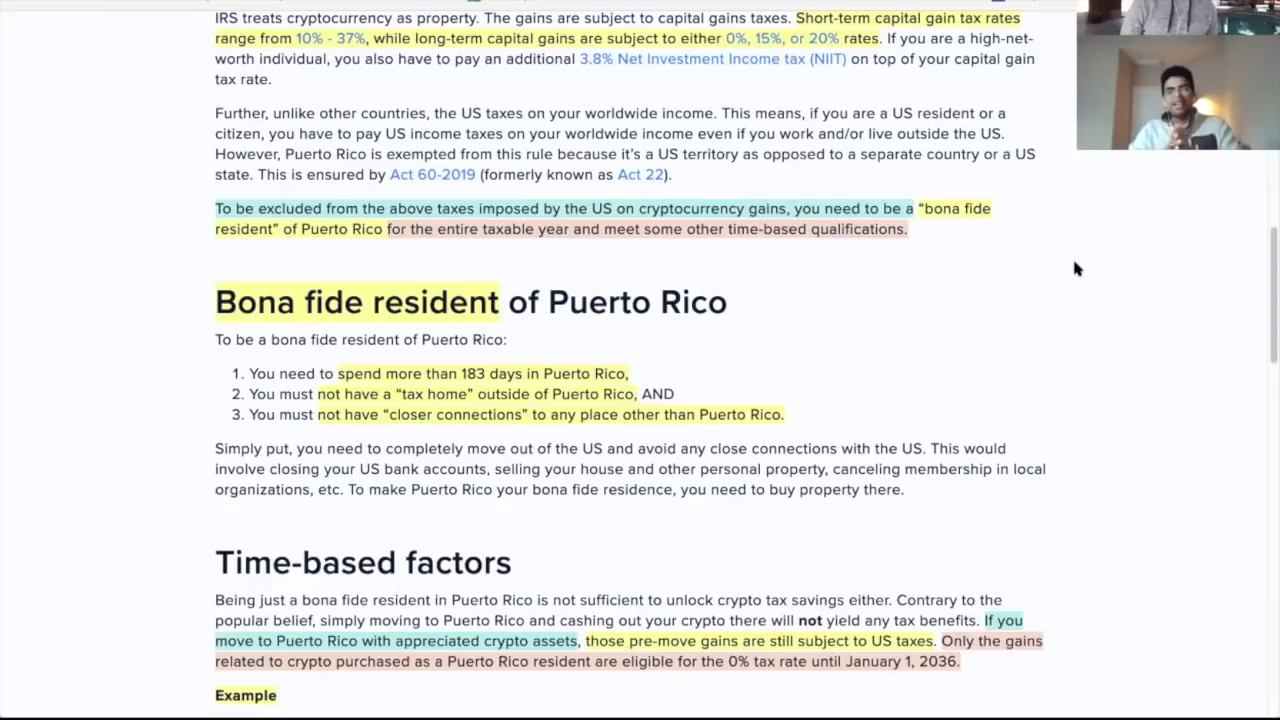 IRS treats cryptocurrency as property. The gains are subject to capital gains taxes. Short-term capital gain tax rates
range from 10% - 37%, while long-term capital gains are subject to either 0%, 15%, or 20% rates. If you are a high-net-
worth individual, you also have to pay an additional 3.8% Net Investment Income tax (NIIT) on top of your capital gain
tax rate.
Further, unlike other countries, the US taxes on your worldwide income. This means, if you are a US resident or a
citizen, you have to pay US income taxes on your worldwide income even if you work and/or live outside the US.
However, Puerto Rico is exempted from this rule because it's a US territory as opposed to a separate country or a US
state. This is ensured by Act 60-2019 (formerly known as Act 22).
To be excluded from the above taxes imposed by the US on cryptocurrency gains, you need to be a “bona fide
resident” of Puerto Rico for the entire taxable year and meet some other time-based qualifications.
Bona fide resident of Puerto Rico
To be a bona fide resident of Puerto Rico:
1. You need to spend more than 183 days in Puerto Rico,
2. You must not have a “tax home” outside of Puerto Rico, AND
3. You must not have “closer connections” to any place other than Puerto Rico.
Simply put, you need to completely move out of the US and avoid any close connections with the US. This would
involve closing your US bank accounts, selling your house and other personal property, canceling membership in local
organizations, etc. To make Puerto Rico your bona fide residence, you need to buy property there.
Time-based factors
Being just a bona fide resident in Puerto Rico is not sufficient to unlock crypto tax savings either. Contrary to the
popular belief, simply moving to Puerto Rico and cashing out your crypto there will not yield any tax benefits. If you
move to Puerto Rico with appreciated crypto assets, those pre-move gains are still subject to US taxes. Only the gains
related to crypto purchased as a Puerto Rico resident are eligible for the 0% tax rate until January 1, 2036.
Example